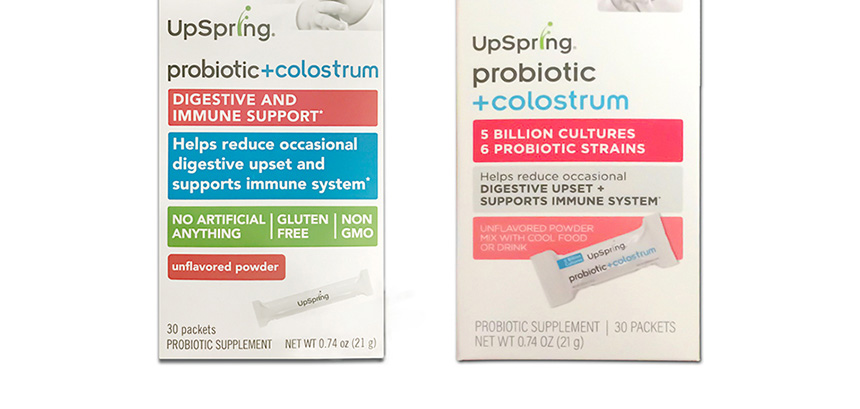 UpSpring®
probiotic+colostrum
DIGESTIVE AND
IMMUNE SUPPORT*
Helps reduce occasional
digestive upset and
supports immune system*
NO ARTIFICIAL
ANYTHING
GLUTEN
FREE
NON
GMO
unflavored powder
UpSpring
30 packets
PROBIOTIC SUPPLEMENT NET WT 0.74 oz (21 g)
UpSpring®
probiotic
+colostrum
5 BILLION CULTURES
6 PROBIOTIC STRAINS
Helps reduce occasional
DIGESTIVE UPSET +
SUPPORTS IMMUNE SYSTEM*
UNFLAVORED POWDER
MIX WITH COOL FOOD
OR DRINK
UpSpring.
probiotic+colostrum
PROBIOTIC SUPPLEMENT | 30 PACKETS
NET WT 0.74 OZ (21 g)